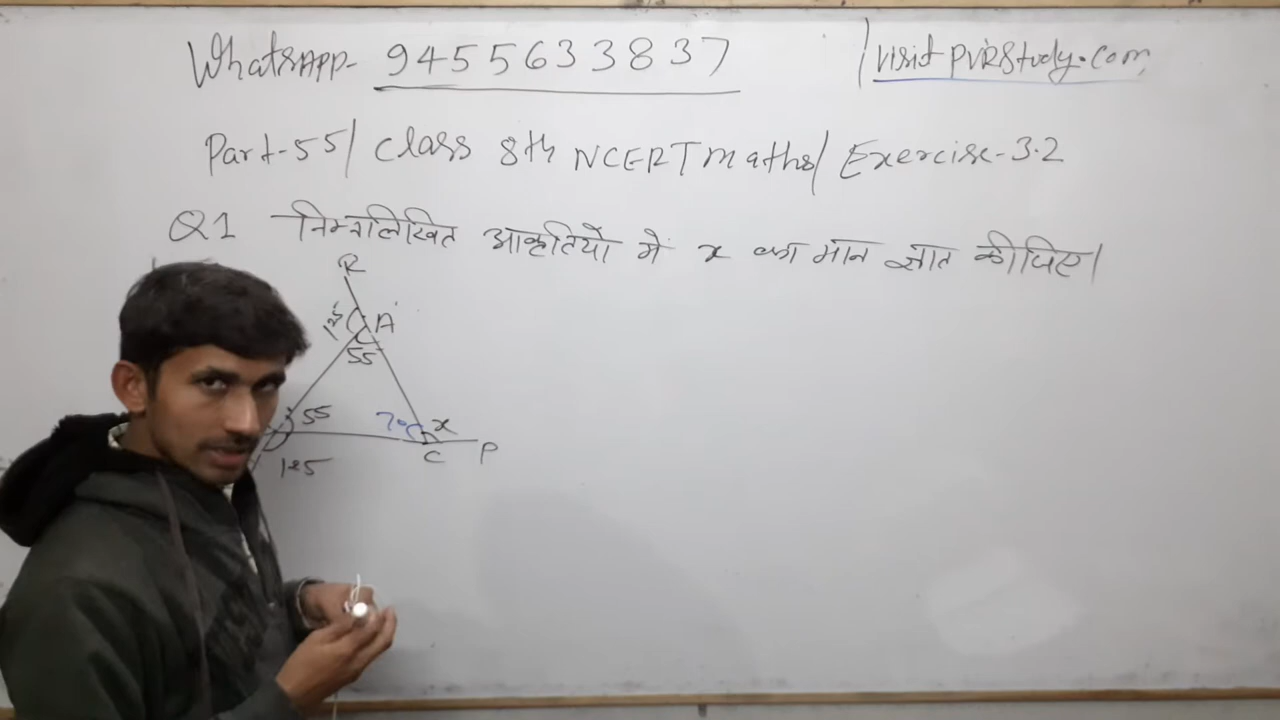 WhatsAPP- 9455633837
visit PVRStudy.com
Part-55/ Class 8th NCERT maths/ Exercise-3.2
Q1 निम्नलिखित आकृतियों में x का मान ज्ञात कीजिए।
R
125 A
55
55 70 x
125 C P